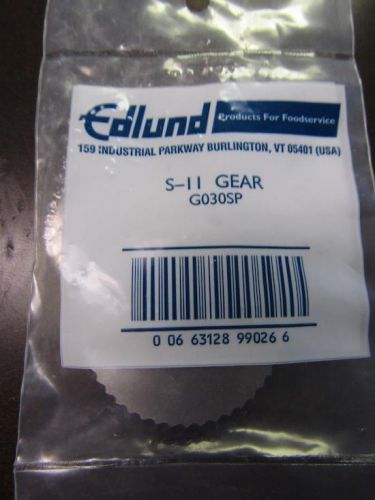 Edlund
Products For Foodservice
159 INDUSTRIAL PARKWAY BURLINGTON, VT 05401 (USA)
S-11 GEAR
G030SP
0 06 63128 99026 6